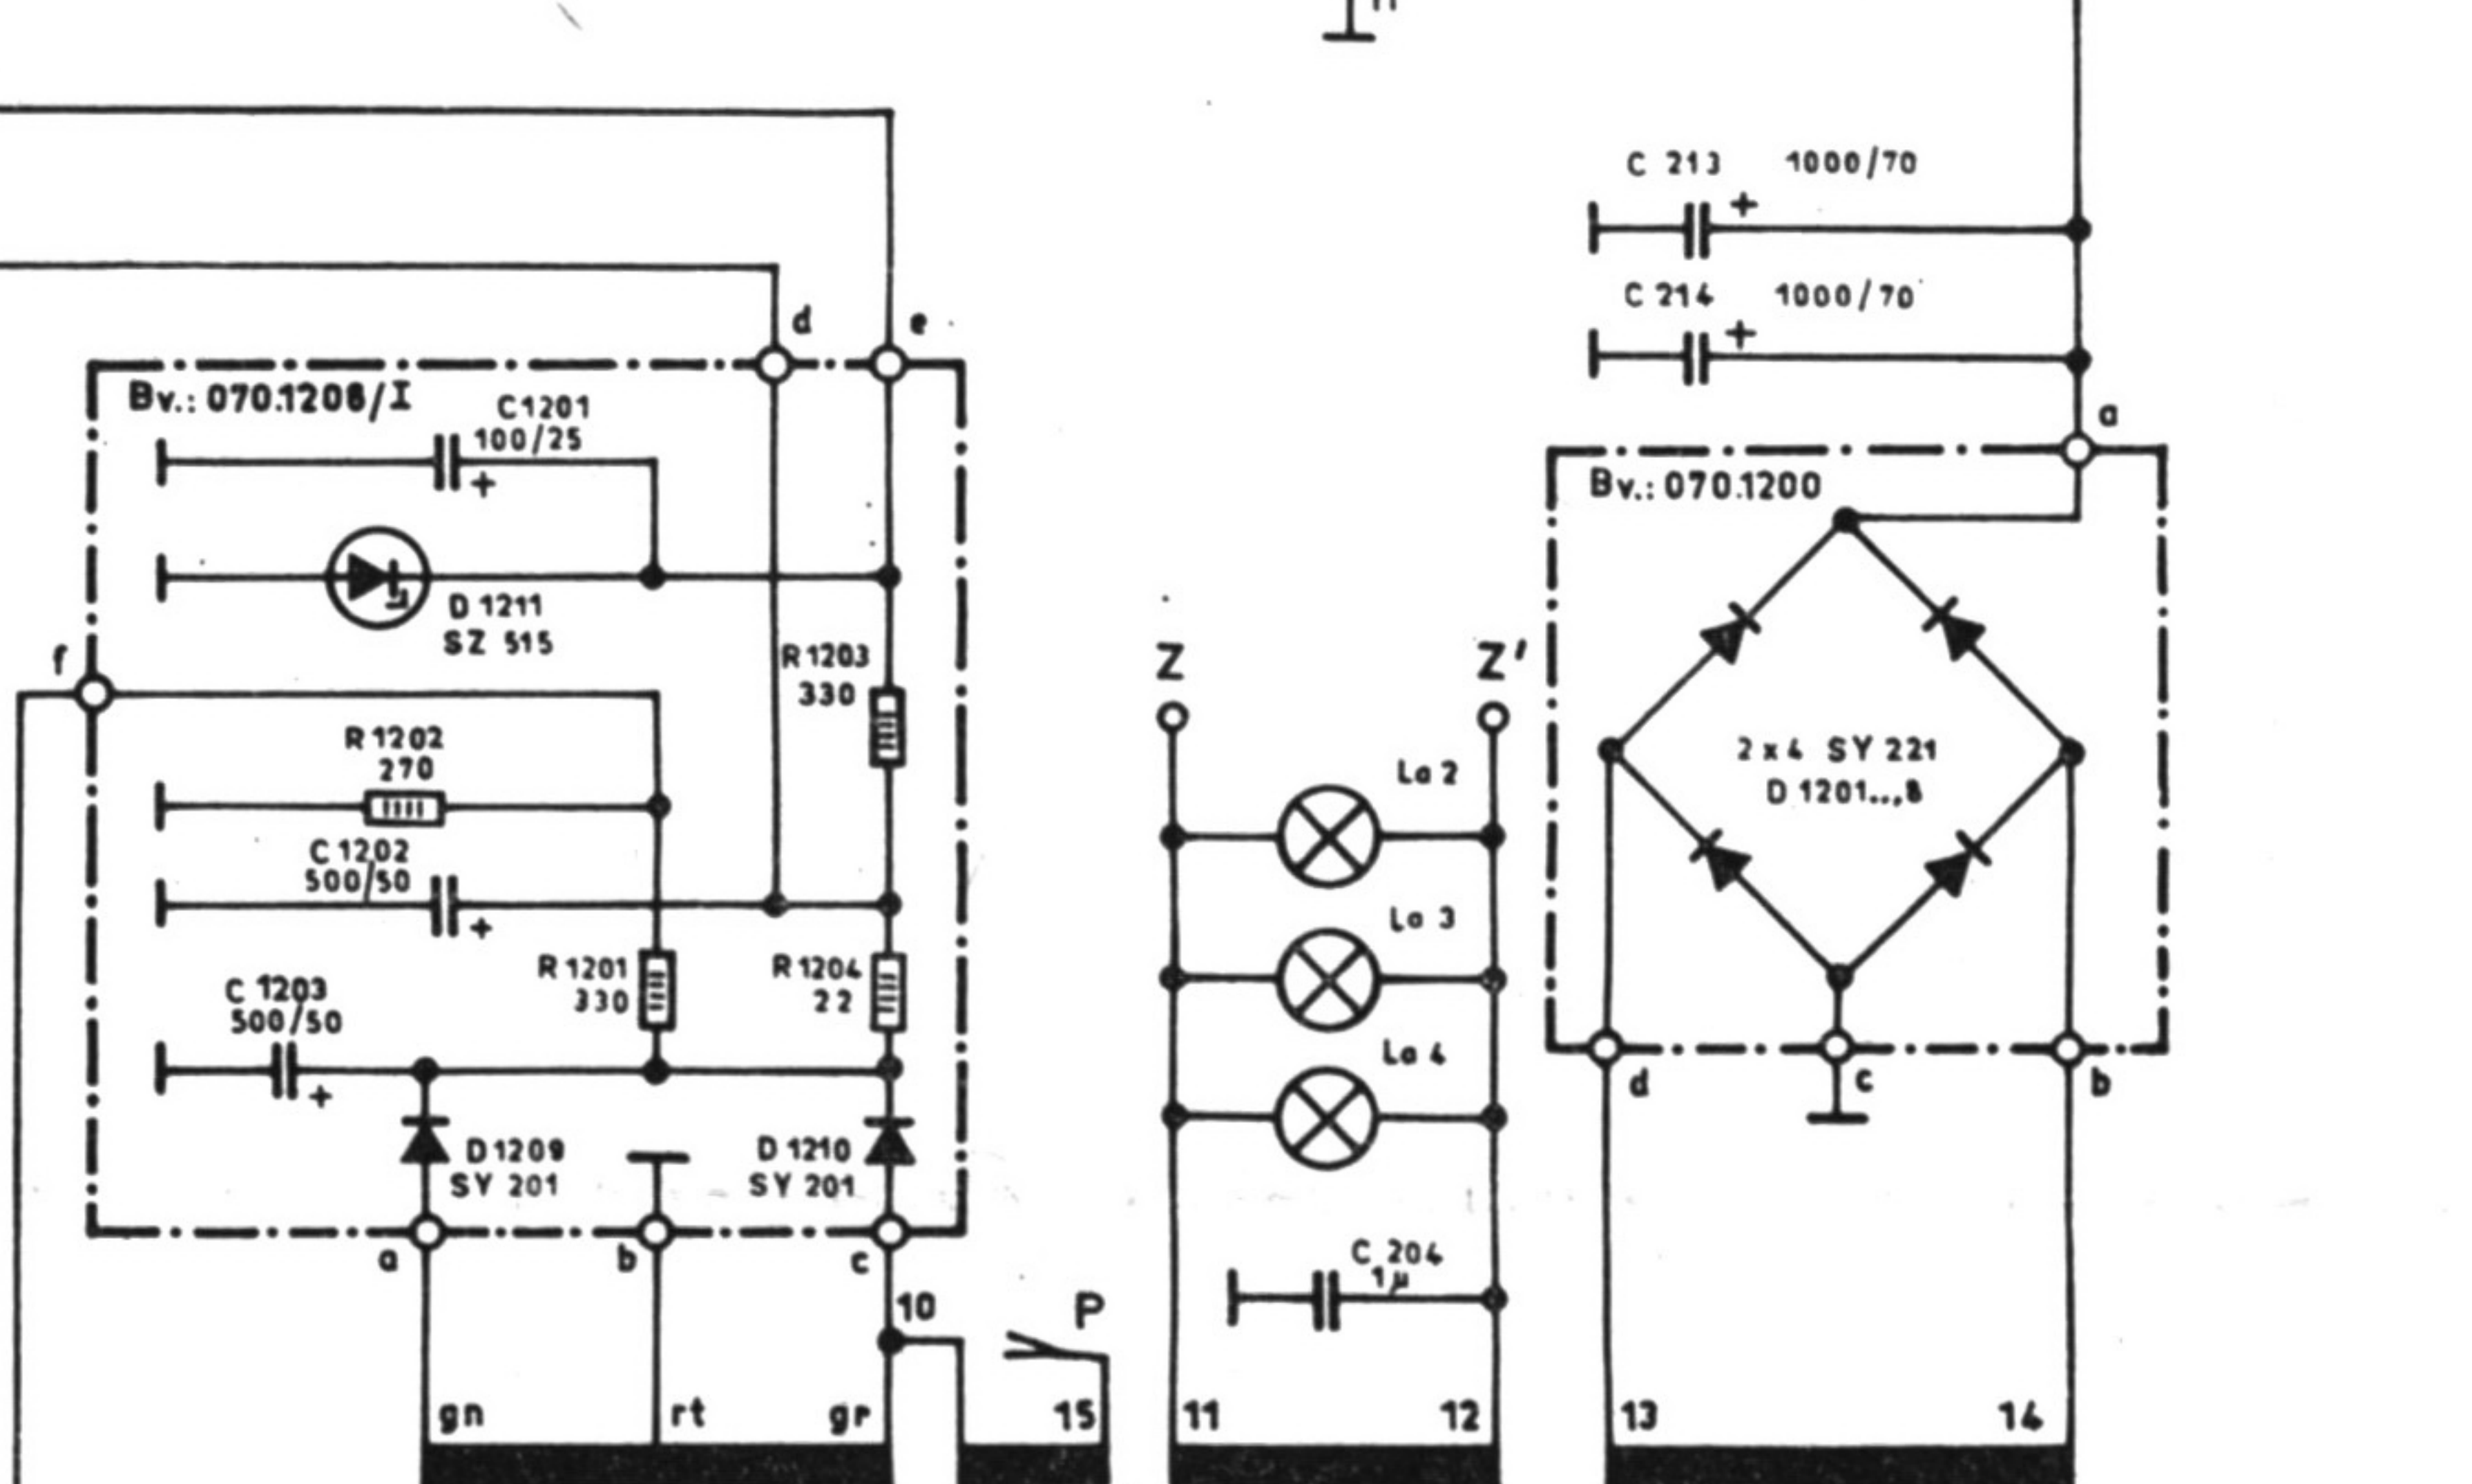 C 213 1000/70
C 214 1000/70
+
+
a
d
e
Bv.: 070.1208/I
C1201
100/25
+
D 1211
SZ 515
f
R 1203
330
R 1202
270
C 1202
500/50
+
R 1201
330
R 1204
22
C 1203
500/50
+
D 1209
SY 201
D 1210
SY 201
a
b
c
10
P
gn
rt
gr
15
Z
Z'
La 2
La 3
La 4
C 204
1µ
11
12
Bv.: 070.1200
2 x 4 SY 221
D 1201..,8
d
c
b
13
14